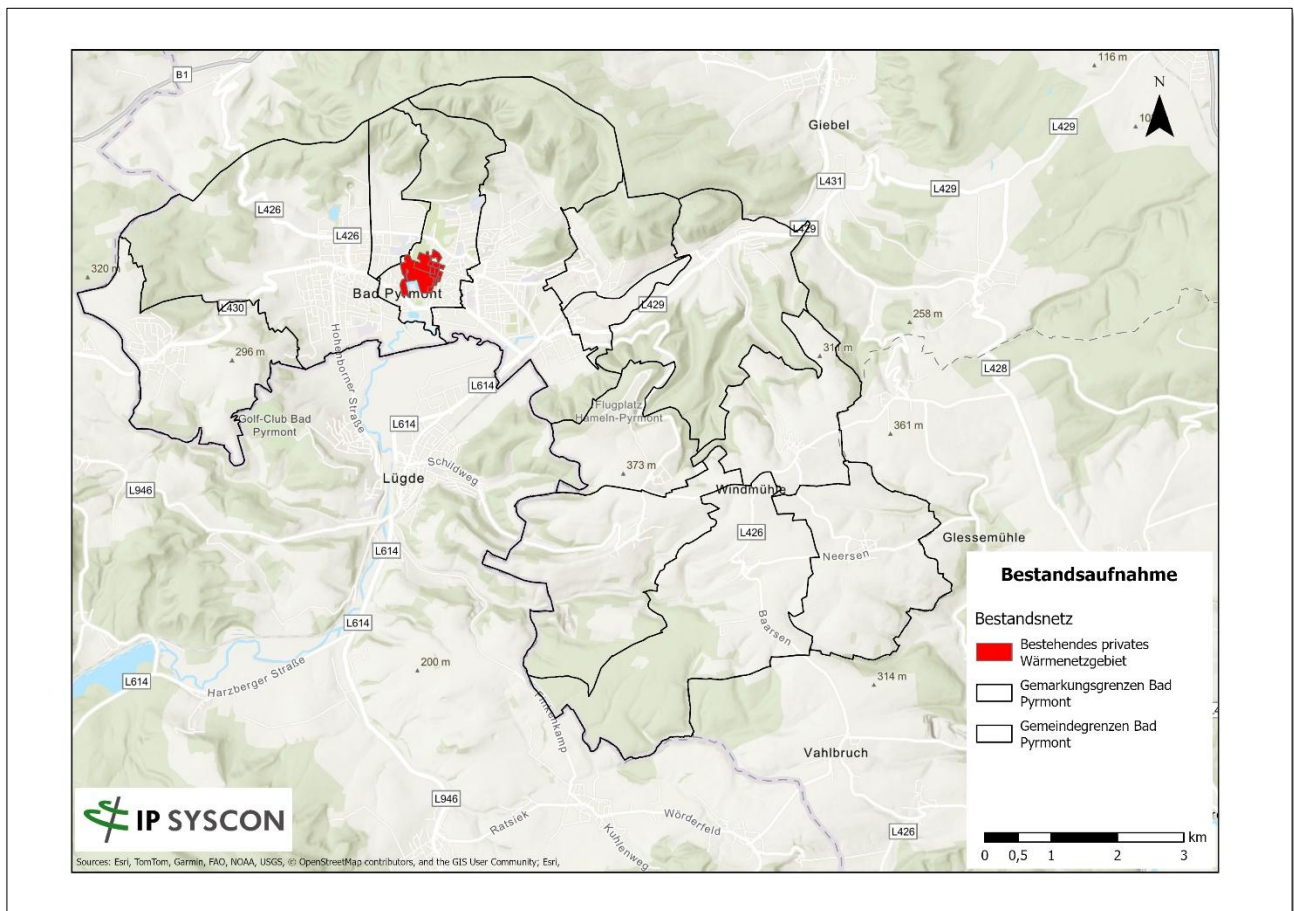 B1
116 m
N
Giebel
L429
L431
L429
L426
L426
L429
320 m
Bad Pyrmont
L430
L429
258 m
296 m
Hohenborner Straße
L428
L614
Golf-Club Bad
Pyrmont
Flugplatz
Hameln-Pyrmont
361 m
L614
Schildweg
373 m
Lügde
L946
Windmühle
L426
Glessemühle
L614
Neersen
Baarsen
L614
200 m
314 m
L614
Harzberger Straße
Vahlbruch
L946
Ratsiek
Wörderfeld
Kuhlenweg
L426
Bestandsaufnahme
Bestandsnetz
Bestehendes privates
Wärmenetzgebiet
Gemarkungsgrenzen Bad
Pyrmont
Gemeindegrenzen Bad
Pyrmont
km
0 0,5 1 2 3
IP SYSCON
Sources: Esri, TomTom, Garmin, FAO, NOAA, USGS, © OpenStreetMap contributors, and the GIS User Community; Esri,